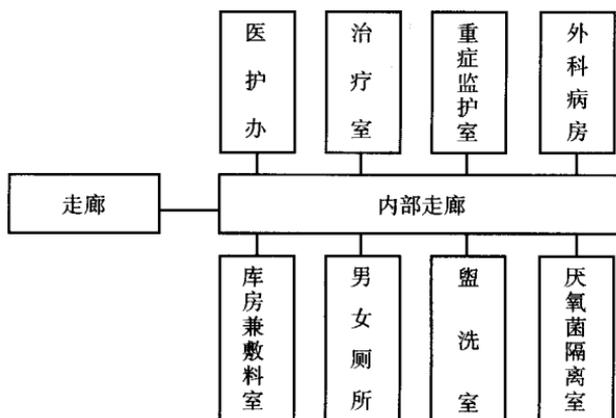 医护办
治疗室
重症监护室
外科病房
走廊
内部走廊
库房兼敷料室
男女厕所
盥洗室
厌氧菌隔离室